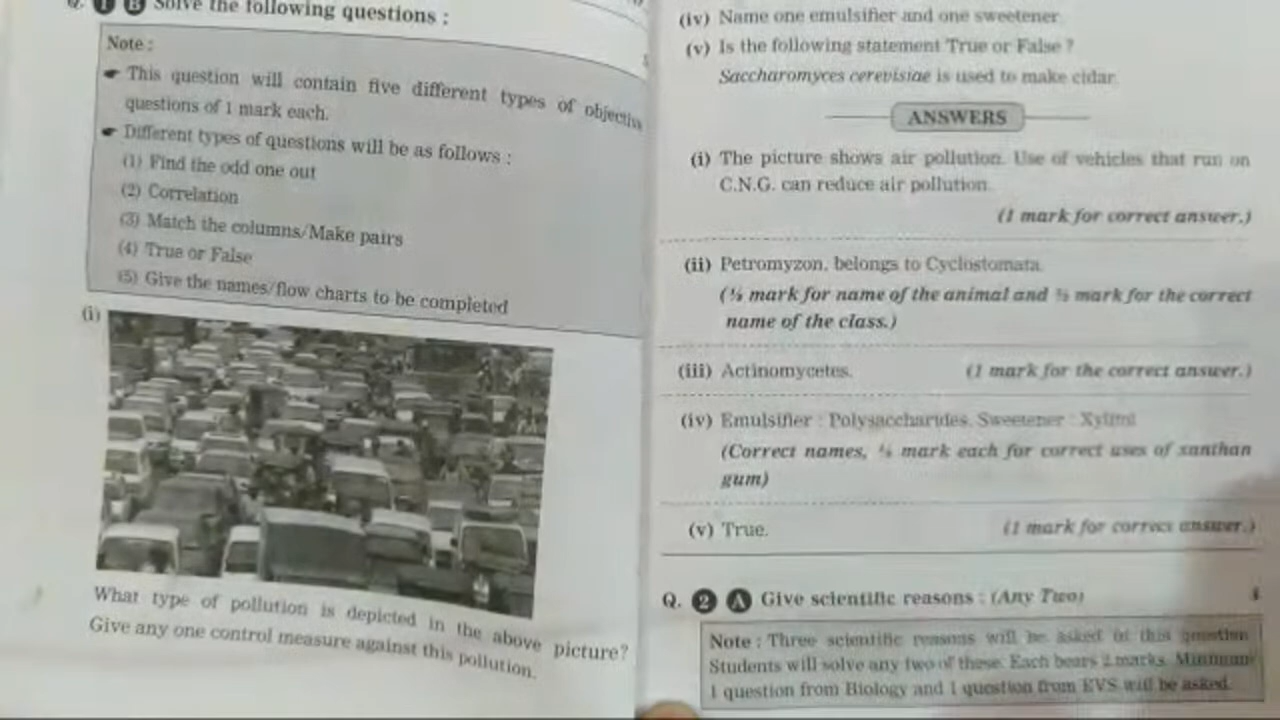 Q. 1 B Solve the following questions :
Note :
☛ This question will contain five different types of objective
questions of 1 mark each.
☛ Different types of questions will be as follows :
(1) Find the odd one out
(2) Correlation
(3) Match the columns/Make pairs
(4) True or False
(5) Give the names/flow charts to be completed
(i)
What type of pollution is depicted in the above picture?
Give any one control measure against this pollution.
(iv) Name one emulsifier and one sweetener.
(v) Is the following statement True or False ?
Saccharomyces cerevisiae is used to make cidar.
ANSWERS
(i) The picture shows air pollution. Use of vehicles that run on
C.N.G. can reduce air pollution.
(1 mark for correct answer.)
(ii) Petromyzon, belongs to Cyclostomata.
(½ mark for name of the animal and ½ mark for the correct
name of the class.)
(iii) Actinomycetes. (1 mark for the correct answer.)
(iv) Emulsifier : Polysaccharides, Sweetener : Xylitol
(Correct names, ½ mark each for correct uses of xanthan
gum)
(v) True. (1 mark for correct answer.)
Q. 2 A Give scientific reasons : (Any Two) 4
Note : Three scientific reasons will be asked in this question.
Students will solve any two of these. Each bears 2 marks. Minimum
1 question from Biology and 1 question from EVS will be asked.